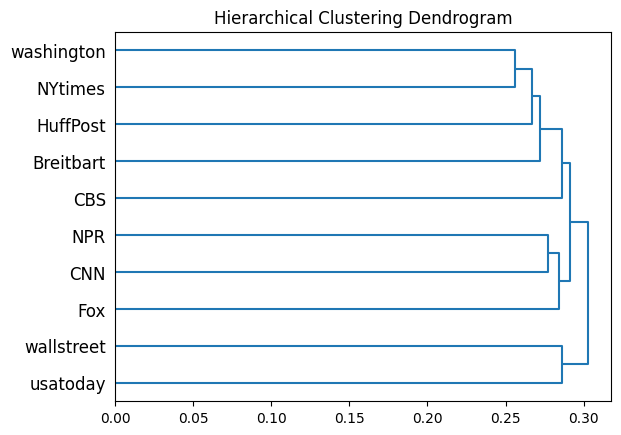 Hierarchical Clustering Dendrogram
washington
NYtimes
HuffPost
Breitbart
CBS
NPR
CNN
Fox
wallstreet
usatoday
0.00 0.05 0.10 0.15 0.20 0.25 0.30